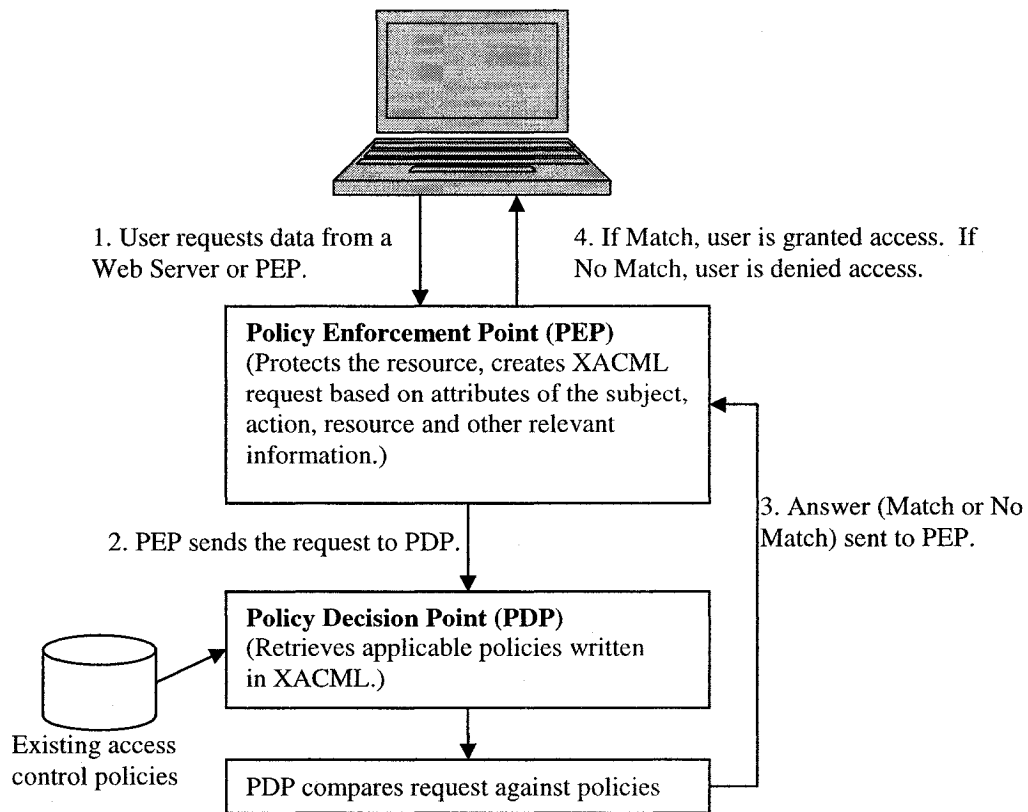 1. User requests data from a
Web Server or PEP.
4. If Match, user is granted access. If
No Match, user is denied access.
Policy Enforcement Point (PEP)
(Protects the resource, creates XACML
request based on attributes of the subject,
action, resource and other relevant
information.)
2. PEP sends the request to PDP.
3. Answer (Match or No
Match) sent to PEP.
Policy Decision Point (PDP)
(Retrieves applicable policies written
in XACML.)
Existing access
control policies
PDP compares request against policies